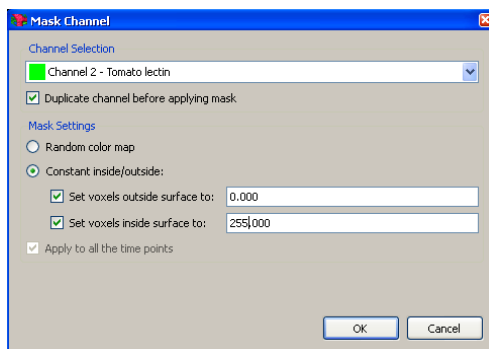 Mask Channel
Channel Selection
Channel 2 - Tomato lectin
Duplicate channel before applying mask
Mask Settings
Random color map
Constant inside/outside:
Set voxels outside surface to: 0.000
Set voxels inside surface to: 255.000
Apply to all the time points
OK Cancel